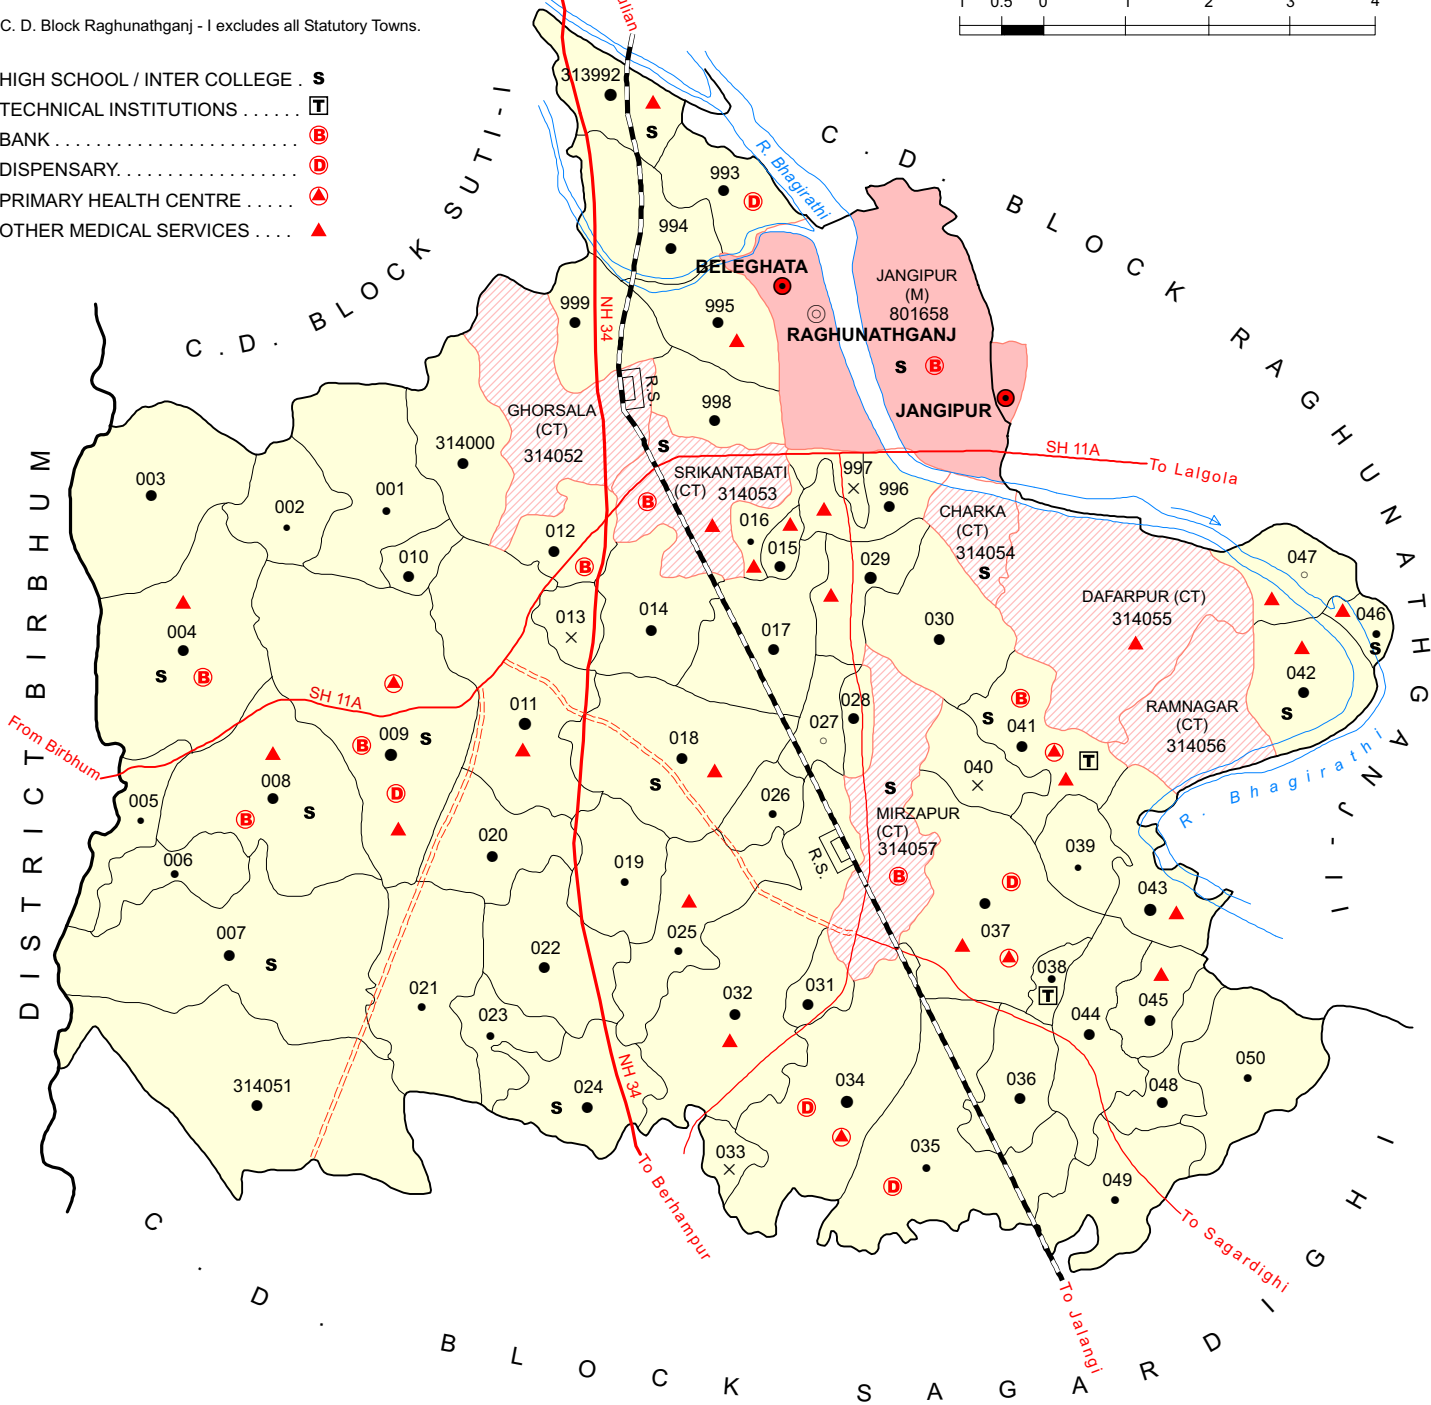 C. D. Block Raghunathganj - I excludes all Statutory Towns.
1 0.5 0 1 2 3 4
HIGH SCHOOL / INTER COLLEGE . S
TECHNICAL INSTITUTIONS . . . . . . T
BANK . . . . . . . . . . . . . . . . . . . . . . . . B
DISPENSARY. . . . . . . . . . . . . . . . . . D
PRIMARY HEALTH CENTRE . . . . .
OTHER MEDICAL SERVICES . . . .
C. D. BLOCK SUTI-I
C. D. BLOCK RAGHUNATHGANJ-II
DISTRICT BIRBHUM
C. D. BLOCK SAGARDIGHI
R. Bhagirathi
313992
S
993
D
994
BELEGHATA
JANGIPUR
(M)
801658
999
NH 34
995
RAGHUNATHGANJ
S B
R.S.
998
JANGIPUR
GHORSALA
(CT)
314052
314000
S
SH 11A
To Lalgola
003
002
001
SRIKANTABATI
(CT) 314053
997
996
B
CHARKA
(CT)
314054
S
012
016
015
010
B
029
047
046
S
013
014
017
030
DAFARPUR (CT)
314055
004
S B
042
S
SH 11A
From Birbhum
011
028
027
B
S
041
T
RAMNAGAR
(CT)
314056
009
B S
D
018
S
040
R. Bhagirathi
008
B S
005
026
S
MIRZAPUR
(CT)
314057
B
R.S.
006
020
019
039
D
043
007
S
022
025
037
038
T
021
023
032
031
044
045
050
314051
S 024
NH 34
034
D
036
048
033
035
D
049
To Berhampur
To Sagardighi
To Jalangi